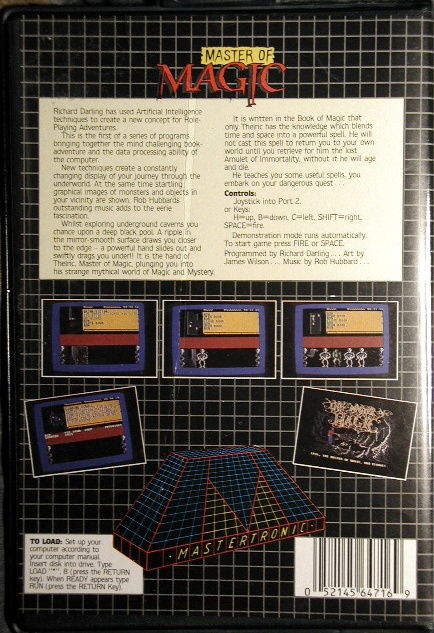 MASTER OF
MAGIC
Richard Darling has used Artificial Intelligence
techniques to create a new concept for Role-
Playing Adventures.
This is the first of a series of programs
bringing together the mind challenging book-
adventure and the data processing ability of
the computer.
New techniques create a constantly
changing display of your journey through the
underworld. At the same time startling
graphical images of monsters and objects in
your vicinity are shown. Rob Hubbards
outstanding music adds to the eerie
fascination.
Whilst exploring underground caverns you
chance upon a deep black pool. A ripple in
the mirror-smooth surface draws you closer
to the edge – a powerful hand slides out and
swiftly drags you under!! It is the hand of
Thelric, Master of Magic, plunging you into
his strange mythical world of Magic and Mystery.
It is written in the Book of Magic that
only Thelric has the knowledge which blends
time and space into a powerful spell. He will
not cast this spell to return you to your own
world until you retrieve for him the lost
Amulet of Immortality, without it he will age
and die.
He teaches you some useful spells, you
embark on your dangerous quest . . .
Controls:
Joystick into Port 2.
or Keys:
H=up, B=down, C=left, SHIFT=right,
SPACE=fire.
Demonstration mode runs automatically.
To start game press FIRE or SPACE.
Programmed by Richard Darling . . . Art by
James Wilson . . . Music by Rob Hubbard . . .
MASTER OF
MAGIC
· MASTERTRONIC ·
TO LOAD: Set up your
computer according to
your computer manual.
Insert disk into drive. Type
LOAD "*", 8 (press the RETURN
key). When READY appears type
RUN (press the RETURN Key).
0 52145 64716 9